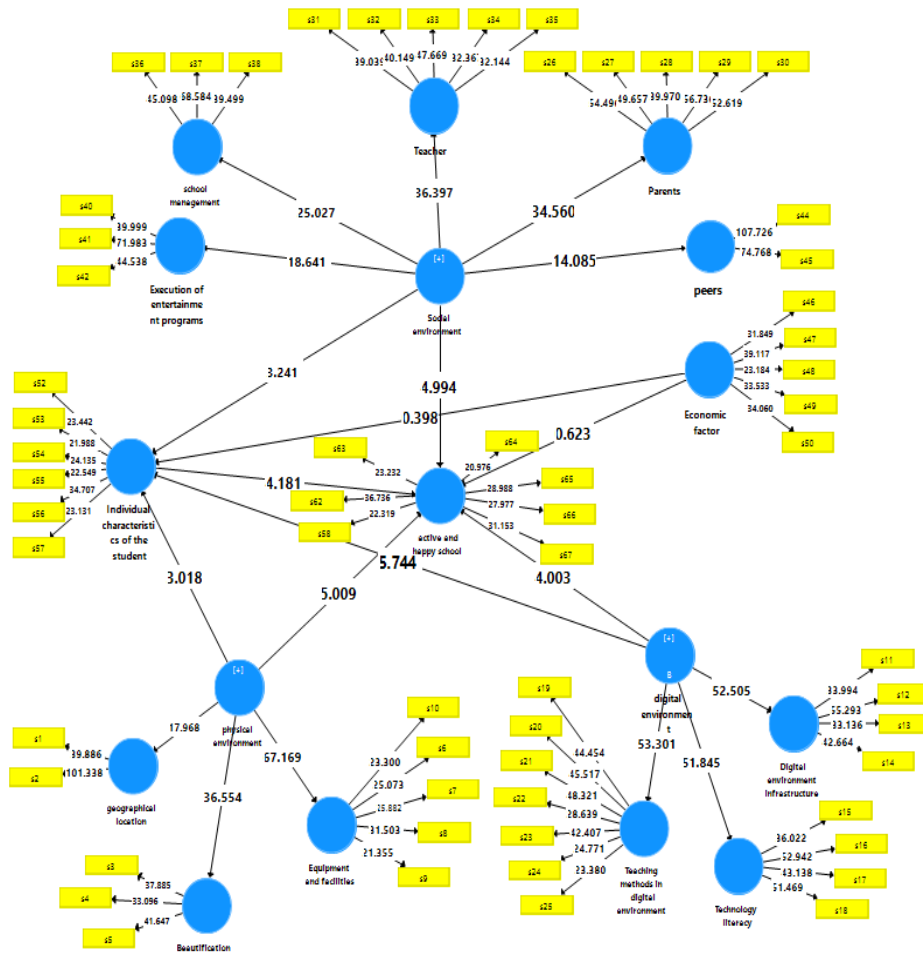 s31
s32
s33
s34
s35
s36
s37
s38
s26
s27
s28
s29
s30
40.149
47.669
32.144
45.098
58.584
39.499
49.657
39.970
52.619
Teacher
school
management
Parents
36.397
25.027
34.560
s40
s41
s42
39.999
71.983
44.538
Execution of
entertainme
nt programs
18.641
[+]
Social
environment
14.085
peers
s44
107.726
74.768
s45
s46
s47
s48
s49
s50
31.849
39.117
23.184
33.533
34.060
Economic
factor
3.241
4.994
0.398
0.623
s52
s53
s54
s55
s56
s57
23.442
21.988
24.135
22.549
34.707
23.131
Individual
characteristi
cs of the
student
4.181
s63
s62
s58
23.232
36.736
22.319
s64
s65
s66
s67
20.976
28.988
27.977
31.153
active and
happy school
5.744
4.003
3.018
5.009
[+]
physical
environment
[+]
B
digital
environmen
t
17.968
57.169
36.554
52.505
53.301
51.845
s1
s2
39.886
101.338
geographical
location
s3
s4
s5
37.885
33.096
41.647
Beautification
s10
s6
s7
s8
s9
23.300
25.073
31.503
21.355
Equipment
and facilities
s19
s20
s21
s22
s23
s24
s25
44.454
45.517
48.321
28.639
42.407
24.771
23.380
Teaching
methods in
digital
environment
s11
s12
s13
s14
33.994
55.293
33.136
42.664
Digital
environment
infrastructure
s15
s16
s17
s18
36.022
52.942
43.138
51.469
Technology
literacy